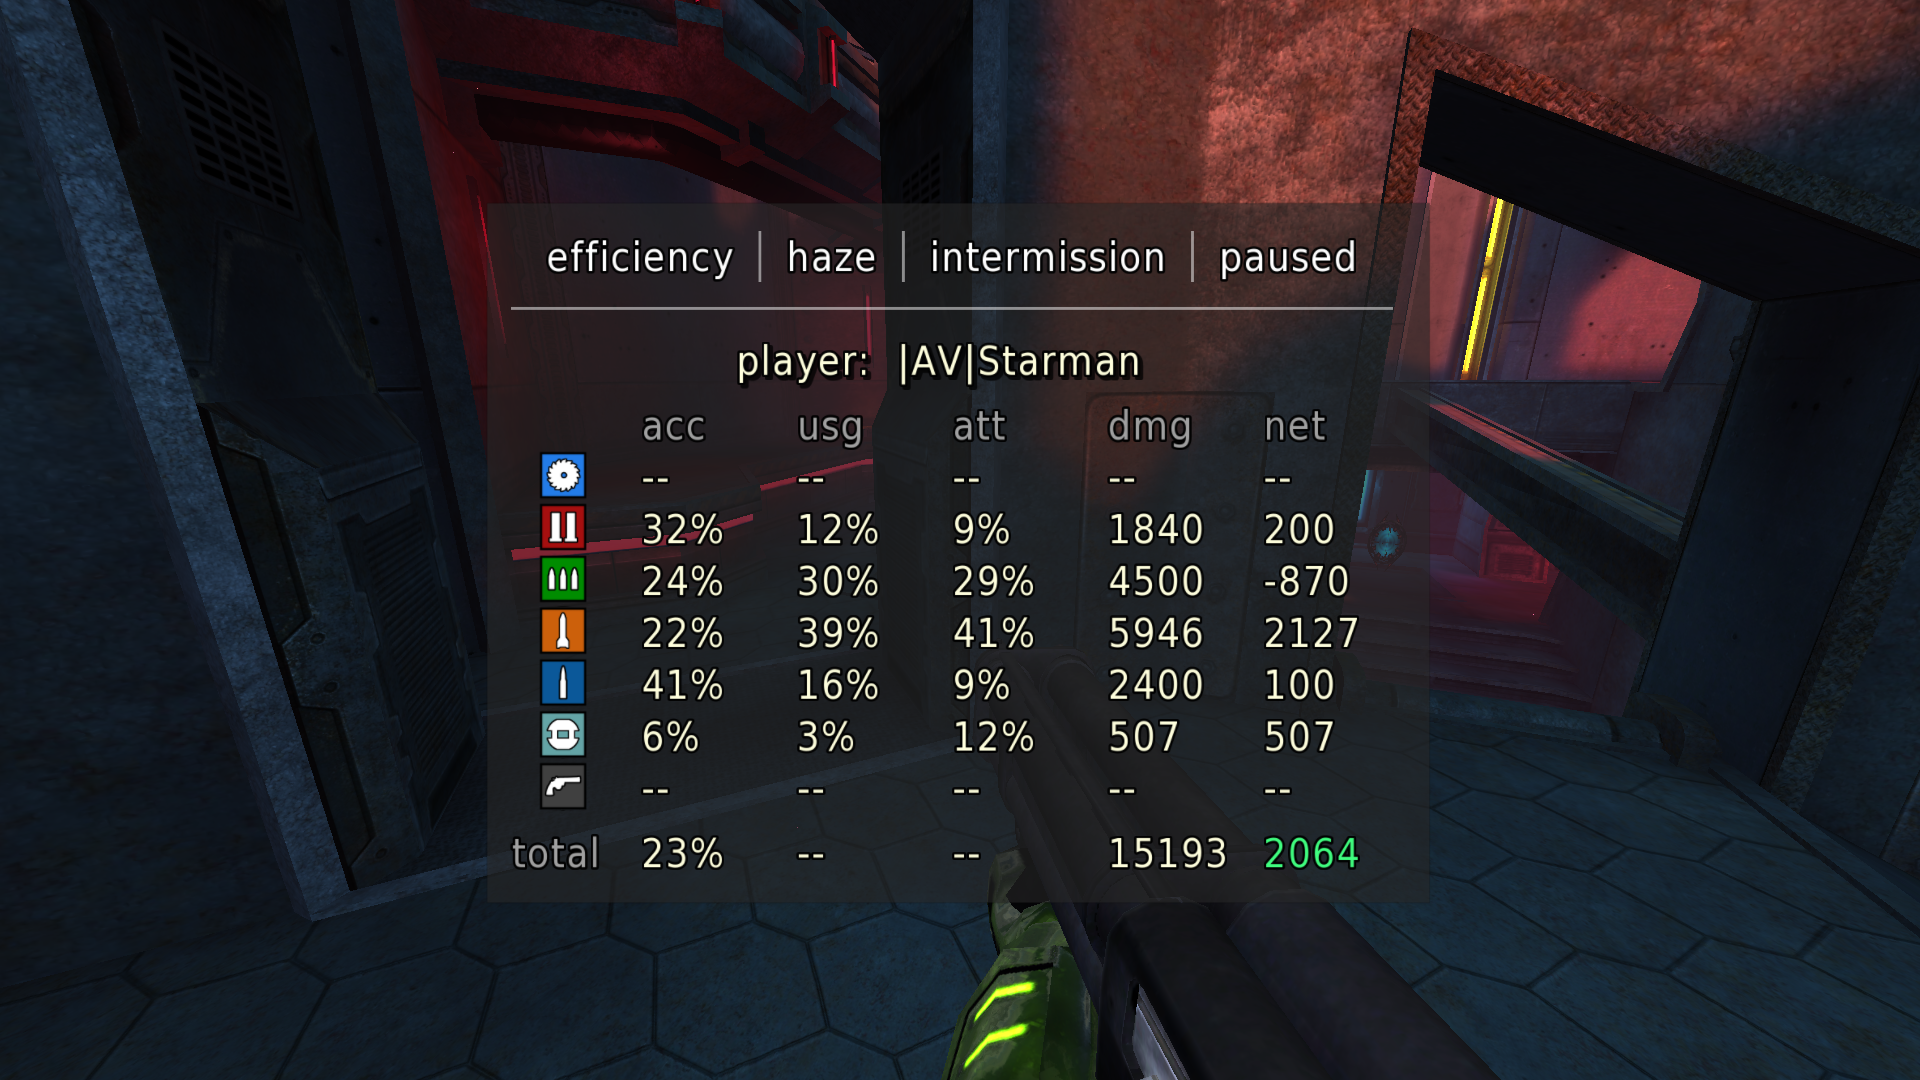 efficiency | haze | intermission | paused
player: |AV|Starman
acc usg att dmg net
-- -- -- -- --
32% 12% 9% 1840 200
24% 30% 29% 4500 -870
22% 39% 41% 5946 2127
41% 16% 9% 2400 100
6% 3% 12% 507 507
-- -- -- -- --
total 23% -- -- 15193 2064